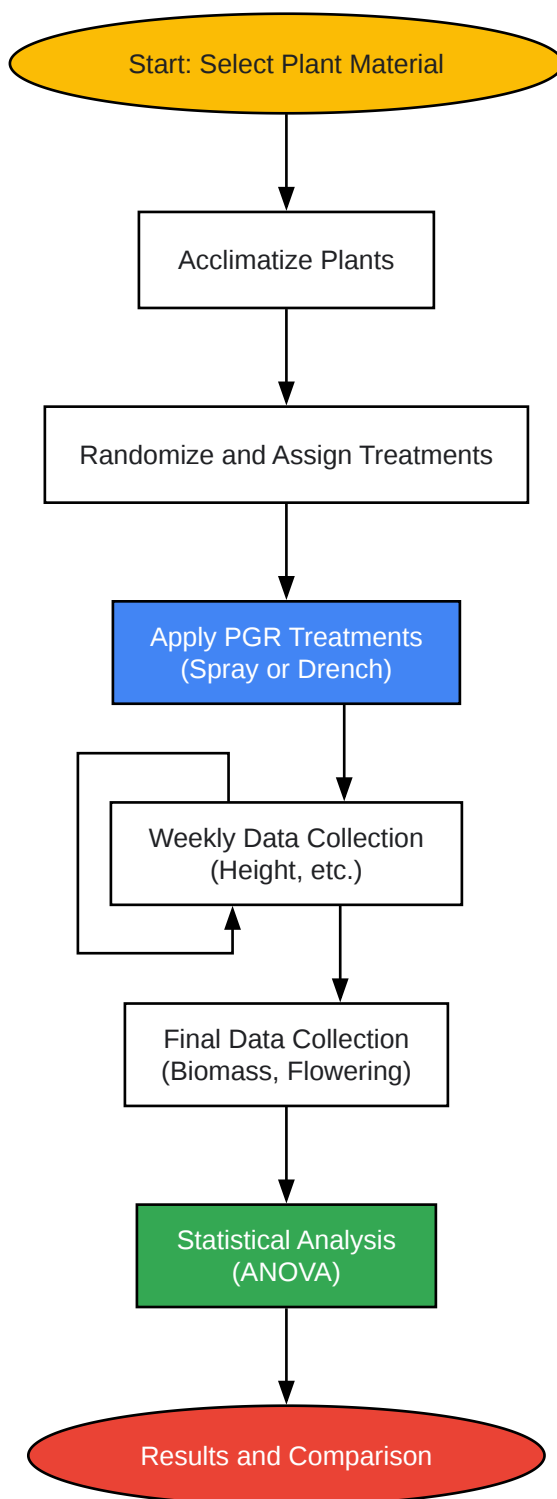 Start: Select Plant Material
Acclimatize Plants
Randomize and Assign Treatments
Apply PGR Treatments
(Spray or Drench)
Weekly Data Collection
(Height, etc.)
Final Data Collection
(Biomass, Flowering)
Statistical Analysis
(ANOVA)
Results and Comparison